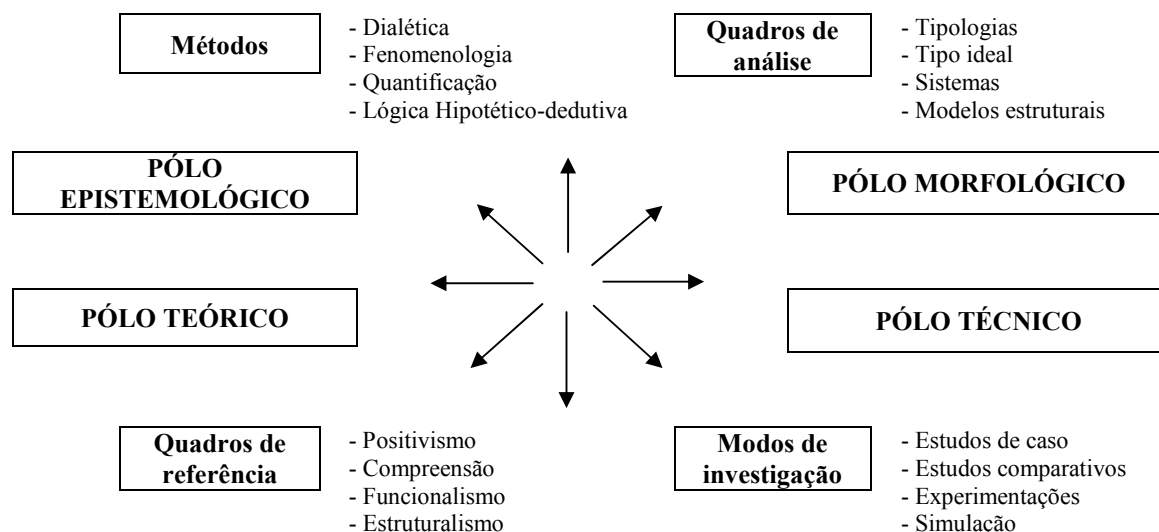 Métodos
- Dialética
- Fenomenologia
- Quantificação
- Lógica Hipotético-dedutiva
Quadros de
análise
- Tipologias
- Tipo ideal
- Sistemas
- Modelos estruturais
PÓLO
EPISTEMOLÓGICO
PÓLO MORFOLÓGICO
PÓLO TEÓRICO
PÓLO TÉCNICO
Quadros de
referência
- Positivismo
- Compreensão
- Funcionalismo
- Estruturalismo
Modos de
investigação
- Estudos de caso
- Estudos comparativos
- Experimentações
- Simulação